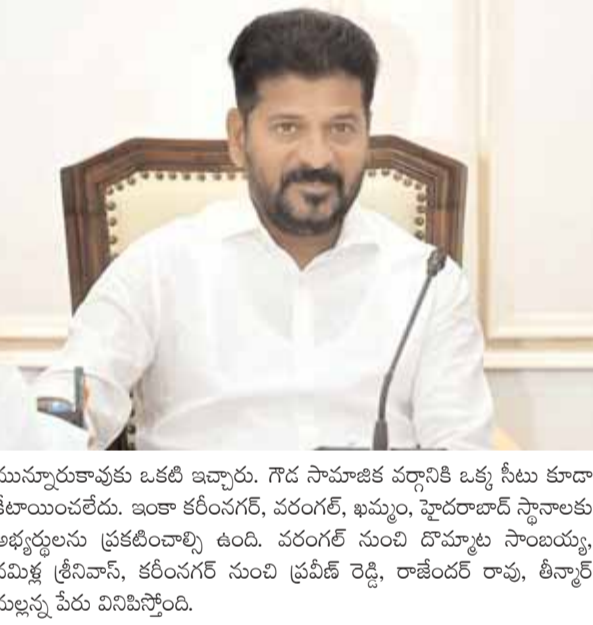 మున్నూరుకాపుకు ఒకటి ఇచ్చారు. గౌడ సామాజిక వర్గానికి ఒక్క సీటు కూడా
కేటాయించలేదు. ఇంకా కరీంనగర్, వరంగల్, ఖమ్మం, హైదరాబాద్ స్థానాలకు
అభ్యర్థులను ప్రకటించాల్సి ఉంది. వరంగల్ నుంచి దొమ్మాట సాంబయ్య,
శ్రీనివాస్, కరీంనగర్ నుంచి ప్రవీణ్ రెడ్డి, రాజేందర్ రావు, తీన్మార్
మల్లన్న పేరు వినిపిస్తోంది.